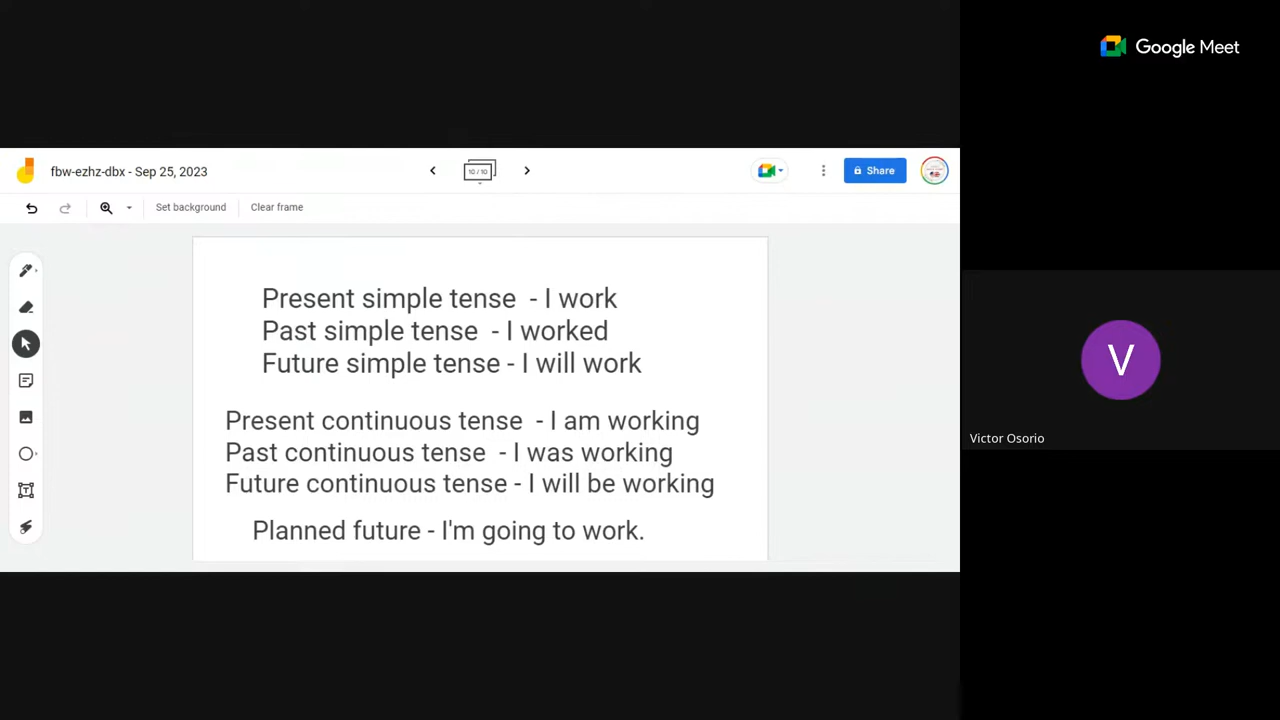 Google Meet
fbw-ezhz-dbx - Sep 25, 2023
10 / 10
Share
Set background
Clear frame
Present simple tense - I work
Past simple tense - I worked
Future simple tense - I will work
Present continuous tense - I am working
Past continuous tense - I was working
Future continuous tense - I will be working
Planned future - I'm going to work.
V
Victor Osorio